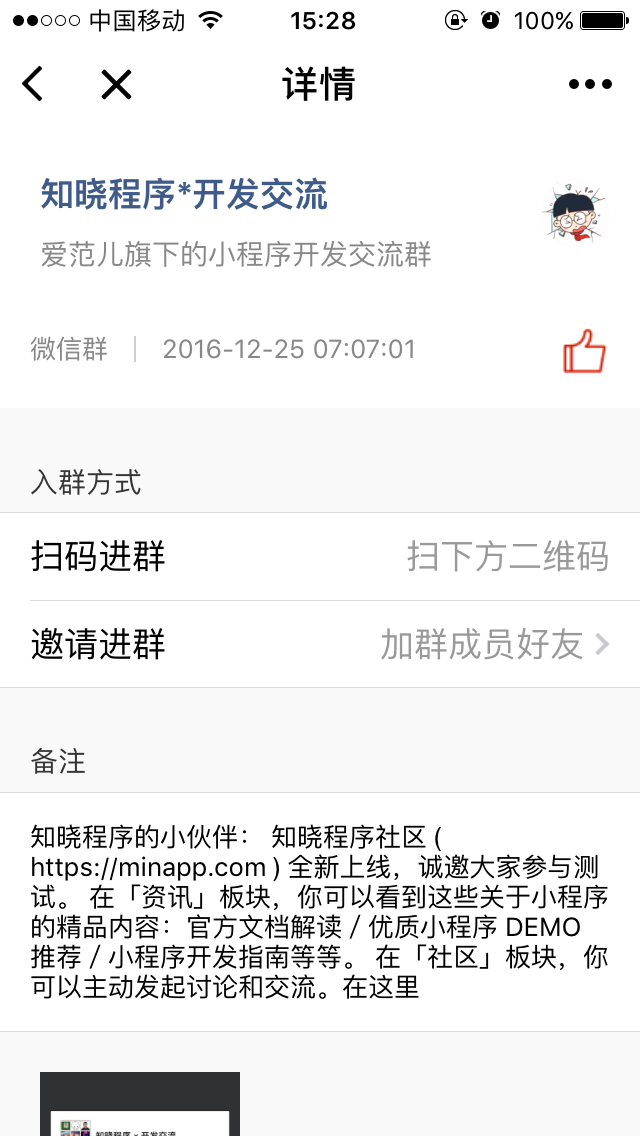 中国移动 15:28 100%
详情
知晓程序*开发交流
爱范儿旗下的小程序开发交流群
微信群 2016-12-25 07:07:01
入群方式
扫码进群 扫下方二维码
邀请进群 加群成员好友
备注
知晓程序的小伙伴： 知晓程序社区 (
https://minapp.com ) 全新上线，诚邀大家参与测
试。 在「资讯」板块，你可以看到这些关于小程序
的精品内容：官方文档解读 / 优质小程序 DEMO
推荐 / 小程序开发指南等等。 在「社区」板块，你
可以主动发起讨论和交流。在这里
知晓程序 * 开发交流